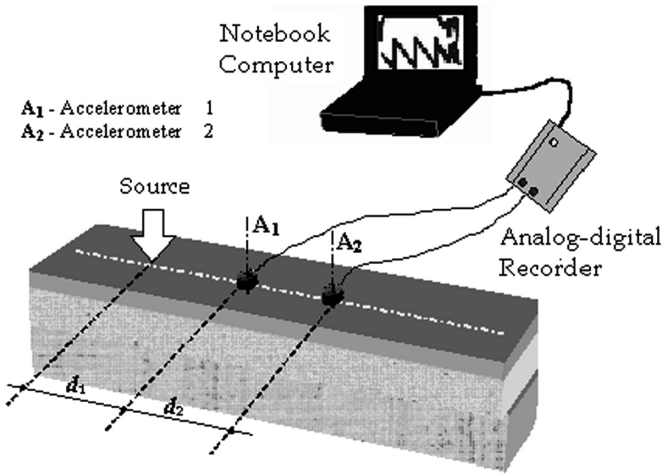 Notebook
Computer
A1 - Accelerometer 1
A2 - Accelerometer 2
Source
A1
A2
Analog-digital
Recorder
d1
d2